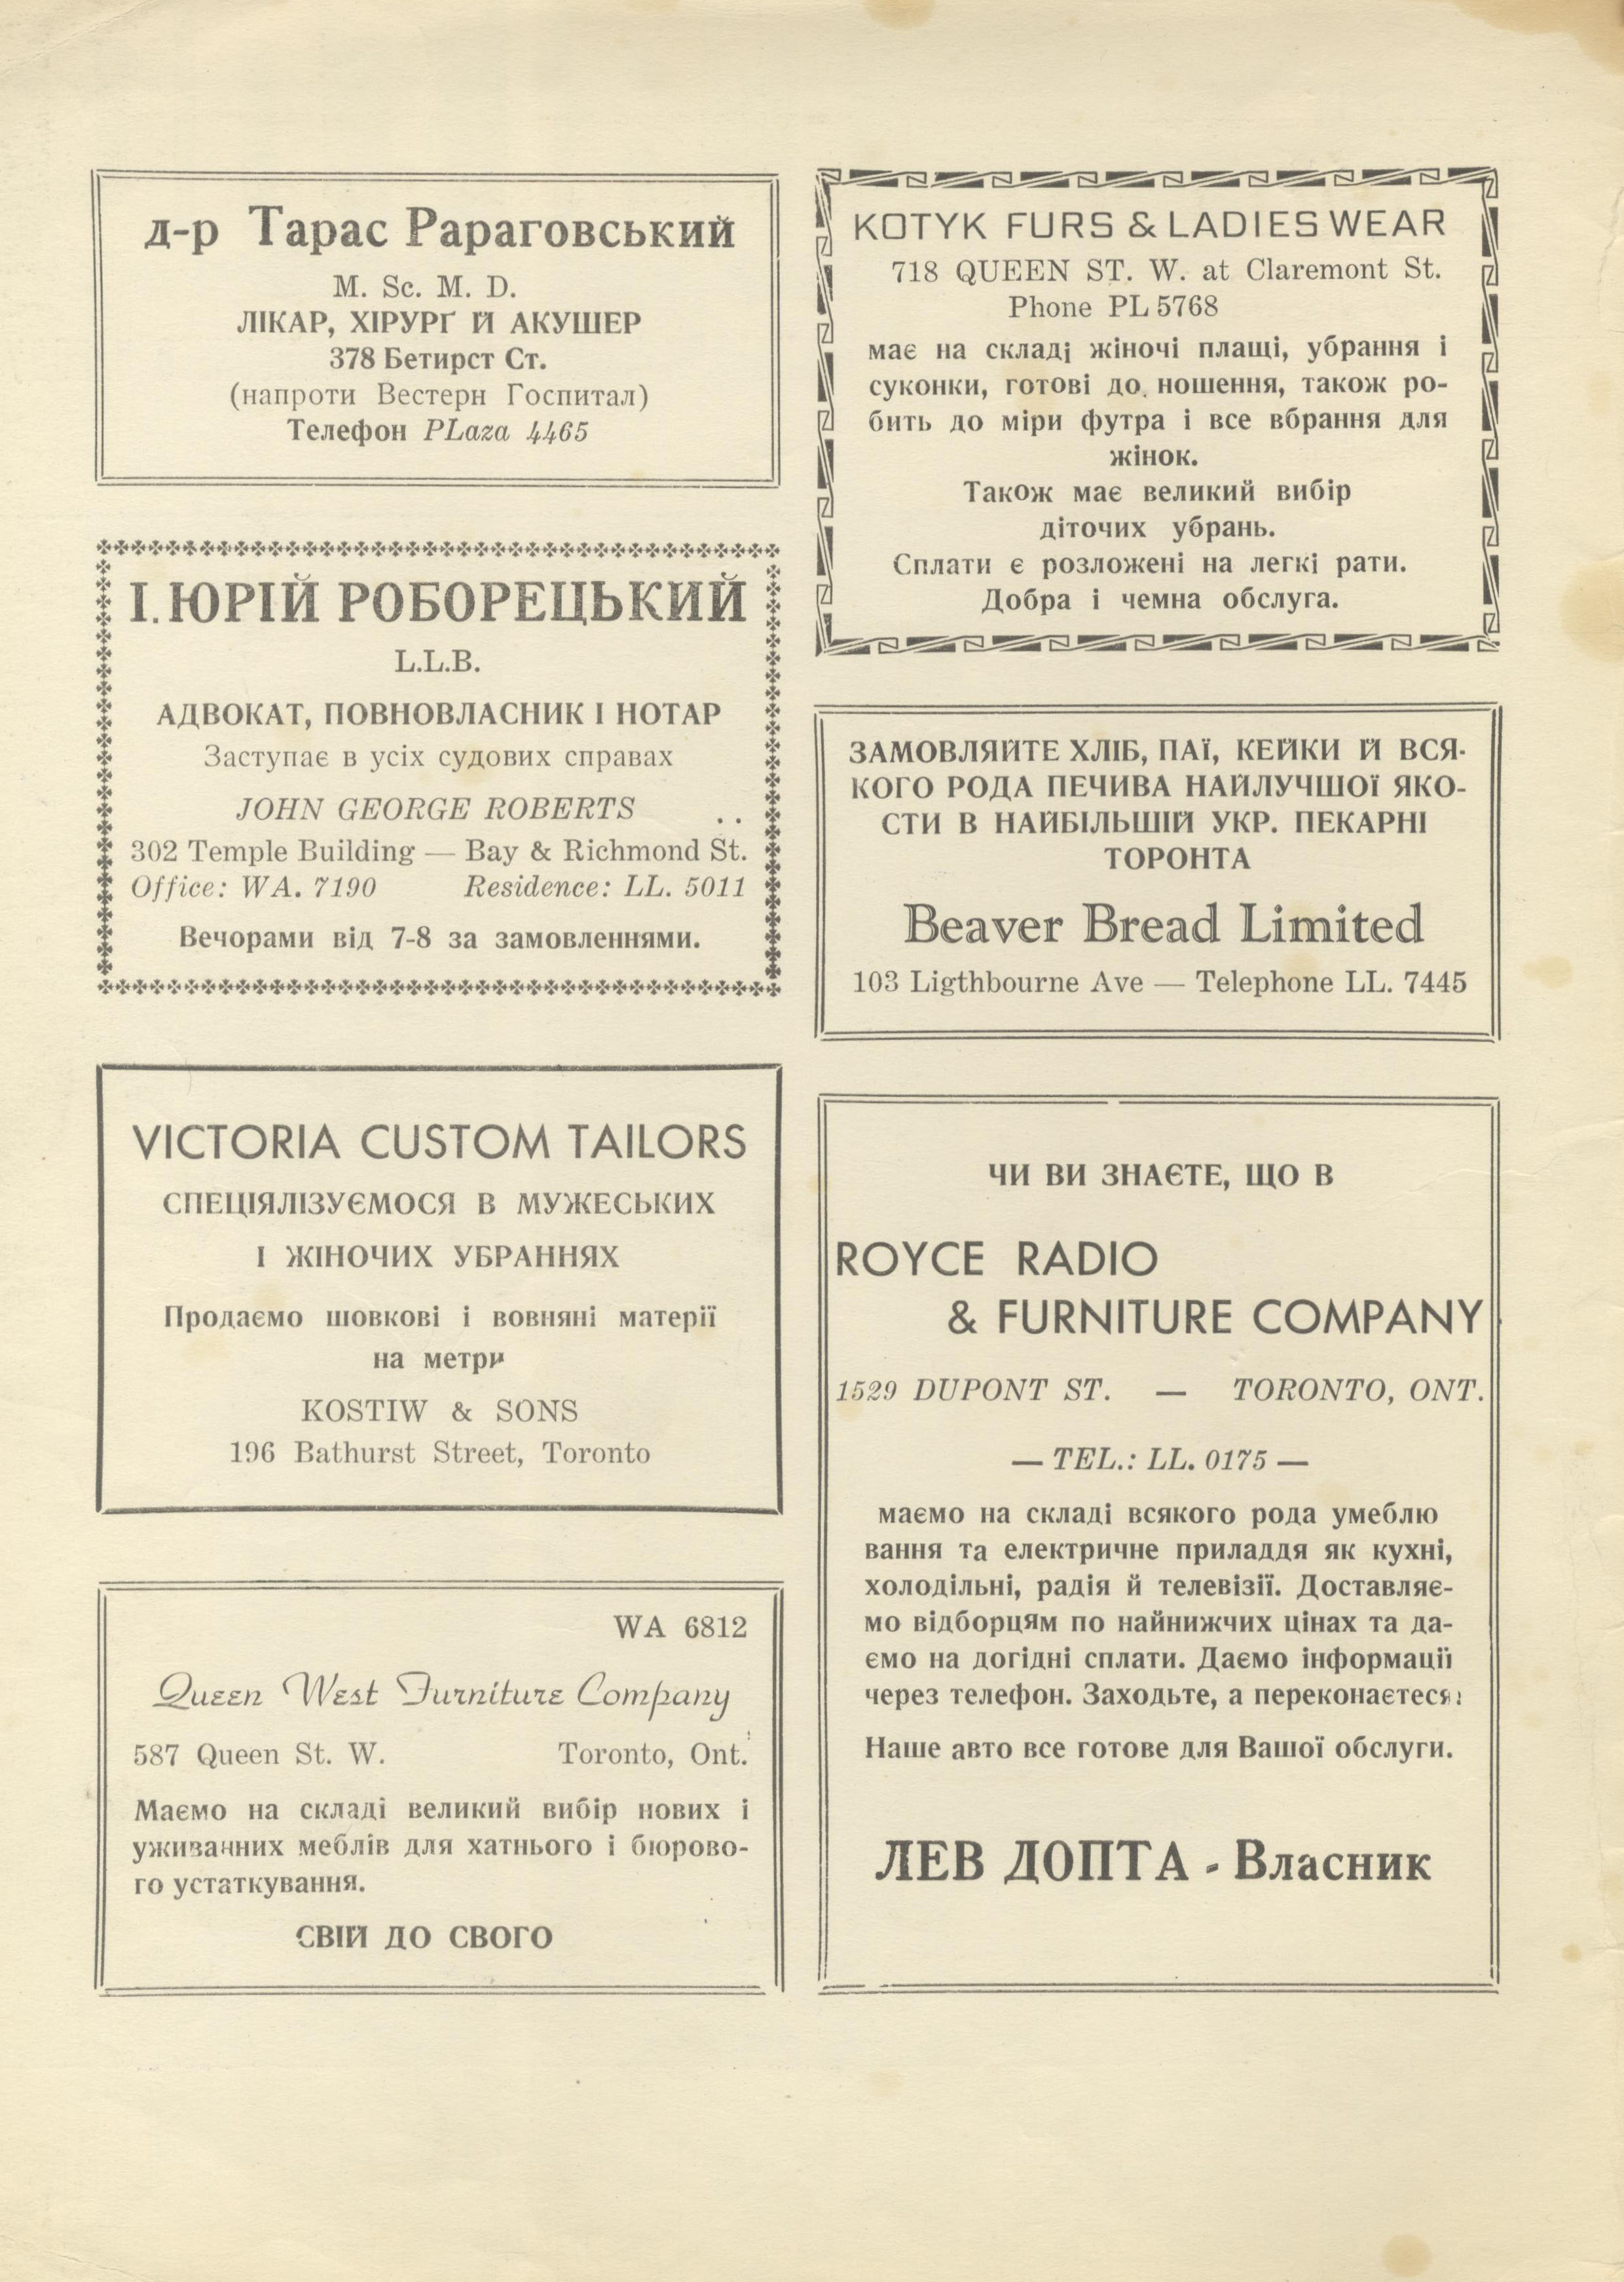 д-р Тарас Рараговський
M. Sc. M. D.
ЛІКАР, ХІРУРҐ Й АКУШЕР
378 Бетирст Ст.
(напроти Вестерн Госпитал)
Телефон PLaza 4465
І. ЮРІЙ РОБОРЕЦЬКИЙ
L.L.B.
АДВОКАТ, ПОВНОВЛАСНИК І НОТАР
Заступає в усіх судових справах
JOHN GEORGE ROBERTS
302 Temple Building — Bay & Richmond St.
Office: WA. 7190 Residence: LL. 5011
Вечорами від 7-8 за замовленнями.
VICTORIA CUSTOM TAILORS
СПЕЦІЯЛІЗУЄМОСЯ В МУЖЕСЬКИХ
І ЖІНОЧИХ УБРАННЯХ
Продаємо шовкові і вовняні матерії
на метри
KOSTIW & SONS
196 Bathurst Street, Toronto
WA 6812
Queen West Furniture Company
587 Queen St. W. Toronto, Ont.
Маємо на складі великий вибір нових і
уживанних меблів для хатнього і бюрово-
го устаткування.
СВІЙ ДО СВОГО
KOTYK FURS & LADIES WEAR
718 QUEEN ST. W. at Claremont St.
Phone PL 5768
має на складі жіночі плащі, убрання і
суконки, готові до ношення, також ро-
бить до міри футра і все вбрання для
жінок.
Також має великий вибір
діточих убрань.
Сплати є розложені на легкі рати.
Добра і чемна обслуга.
ЗАМОВЛЯЙТЕ ХЛІБ, ПАЇ, КЕЙКИ Й ВСЯ-
КОГО РОДА ПЕЧИВА НАЙЛУЧШОЇ ЯКО-
СТИ В НАЙБІЛЬШІЙ УКР. ПЕКАРНІ
ТОРОНТА
Beaver Bread Limited
103 Ligthbourne Ave — Telephone LL. 7445
ЧИ ВИ ЗНАЄТЕ, ЩО В
ROYCE RADIO
& FURNITURE COMPANY
1529 DUPONT ST. — TORONTO, ONT.
— TEL.: LL. 0175 —
маємо на складі всякого рода умеблю
вання та електричне приладдя як кухні,
холодільні, радія й телевізії. Доставляє-
мо відборцям по найнижчих цінах та да-
ємо на догідні сплати. Даємо інформації
через телефон. Заходьте, а переконаєтеся:
Наше авто все готове для Вашої обслуги.
ЛЕВ ДОПТА - Власник